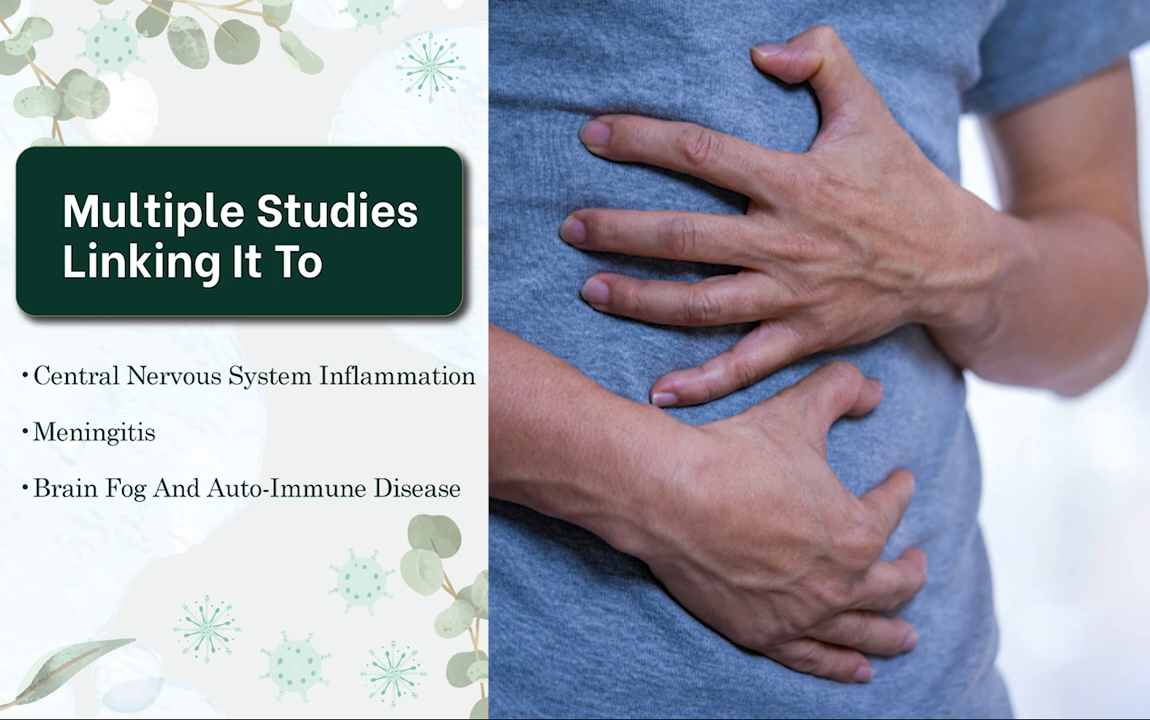 Multiple Studies
Linking It To
• Central Nervous System Inflammation
• Meningitis
• Brain Fog And Auto-Immune Disease